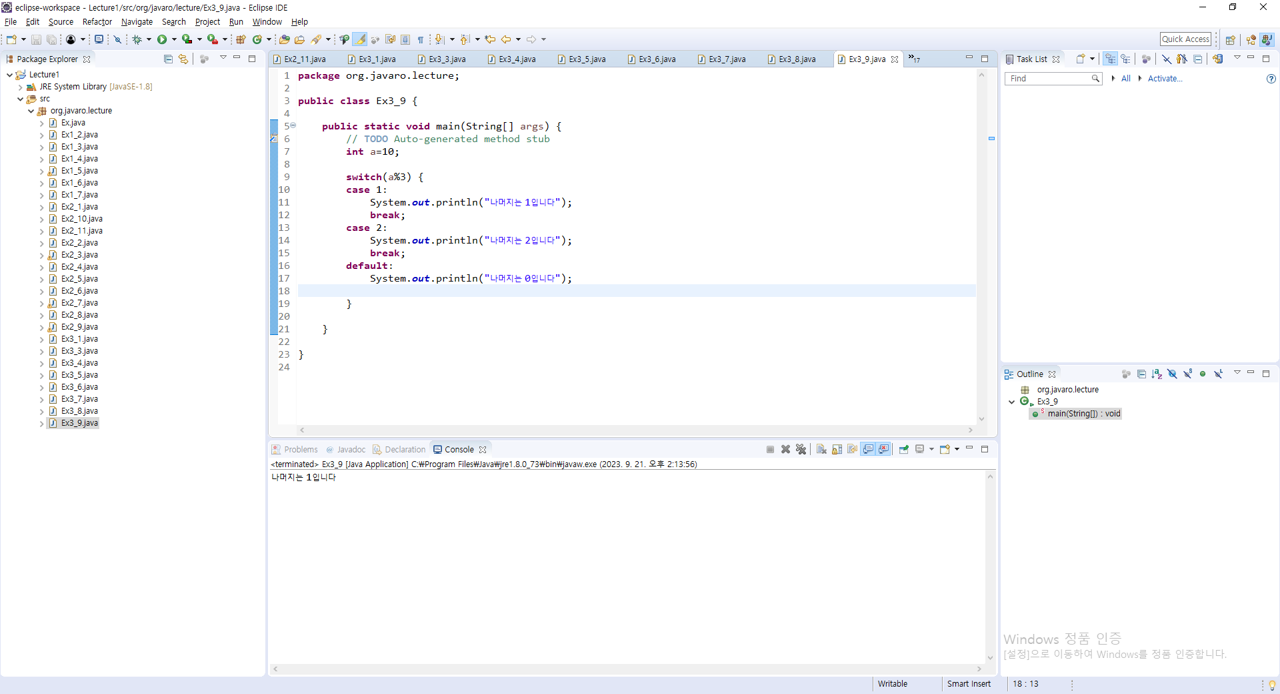 eclipse-workspace - Lecture1/src/org/javaro/lecture/Ex3_9.java - Eclipse IDE
File Edit Source Refactor Navigate Search Project Run Window Help
Quick Access
Package Explorer
Lecture1
JRE System Library [JavaSE-1.8]
src
org.javaro.lecture
Ex.java
Ex1_2.java
Ex1_3.java
Ex1_4.java
Ex1_5.java
Ex1_6.java
Ex1_7.java
Ex2_1.java
Ex2_10.java
Ex2_11.java
Ex2_2.java
Ex2_3.java
Ex2_4.java
Ex2_5.java
Ex2_6.java
Ex2_7.java
Ex2_8.java
Ex2_9.java
Ex3_1.java
Ex3_3.java
Ex3_4.java
Ex3_5.java
Ex3_6.java
Ex3_7.java
Ex3_8.java
Ex3_9.java
Ex2_11.java Ex3_1.java Ex3_3.java Ex3_4.java Ex3_5.java Ex3_6.java Ex3_7.java Ex3_8.java Ex3_9.java »17
1 package org.javaro.lecture;
2
3 public class Ex3_9 {
4
5 public static void main(String[] args) {
6 // TODO Auto-generated method stub
7 int a=10;
8
9 switch(a%3) {
10 case 1:
11 System.out.println("나머지는 1입니다");
12 break;
13 case 2:
14 System.out.println("나머지는 2입니다");
15 break;
16 default:
17 System.out.println("나머지는 0입니다");
18
19 }
20
21 }
22
23 }
24
Problems Javadoc Declaration Console
<terminated> Ex3_9 [Java Application] C:₩Program Files₩Java₩jre1.8.0_73₩bin₩javaw.exe (2023. 9. 21. 오후 2:13:56)
나머지는 1입니다
Task List
Find All Activate...
Outline
org.javaro.lecture
Ex3_9
main(String[]) : void
Windows 정품 인증
[설정]으로 이동하여 Windows를 정품 인증합니다.
Writable Smart Insert 18 : 13